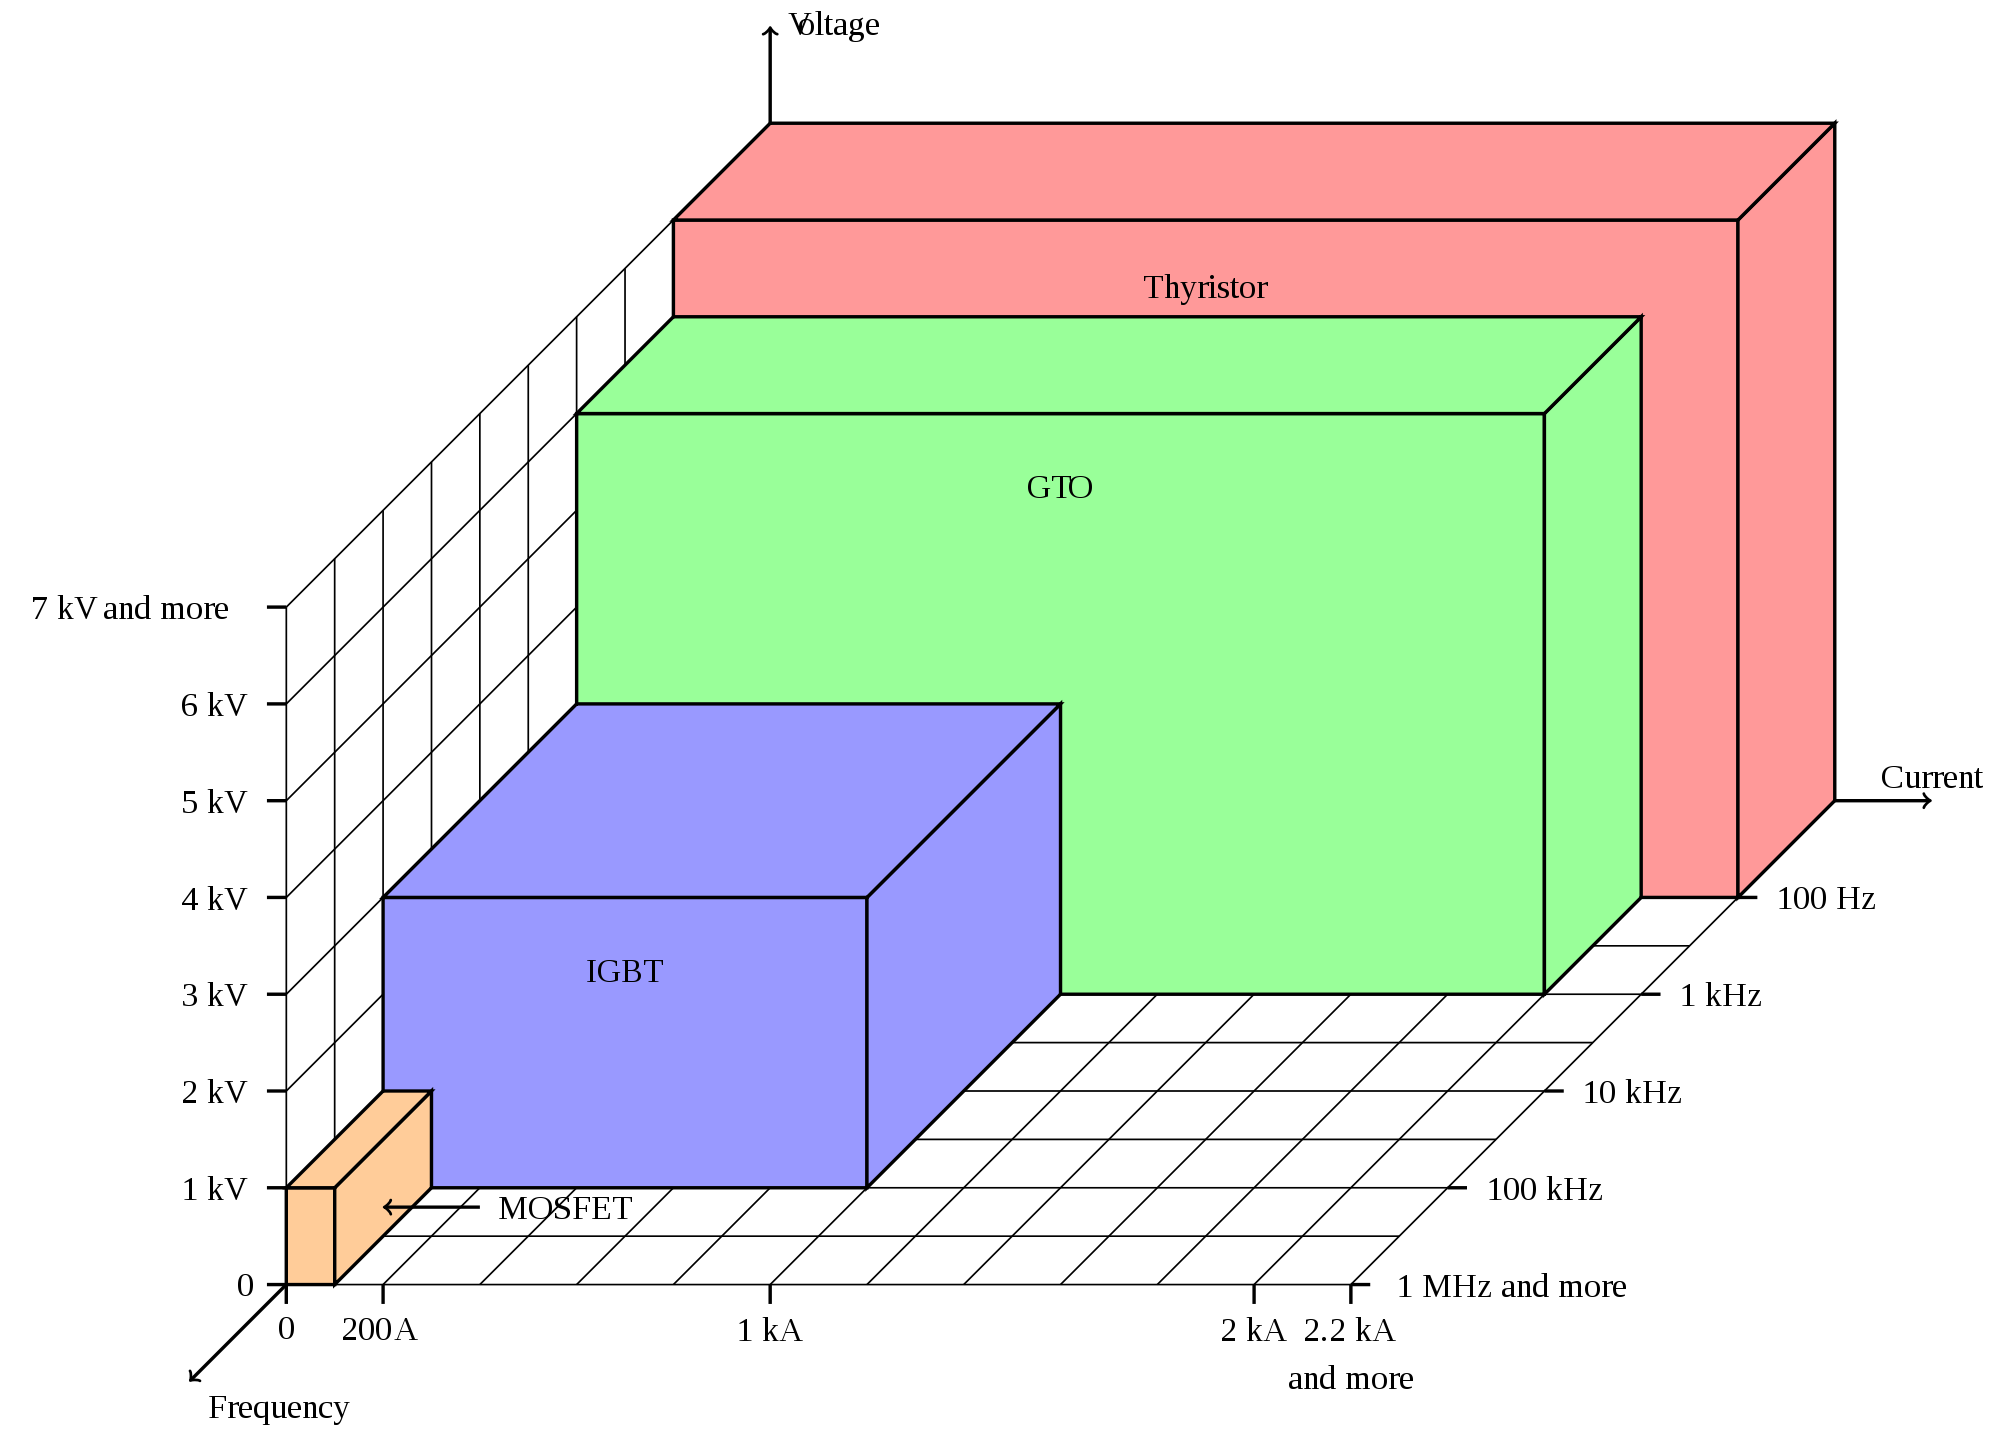 Voltage
Thyristor
GTO
7 kV and more
6 kV
Current
5 kV
4 kV
100 Hz
IGBT
3 kV
1 kHz
2 kV
10 kHz
1 kV
100 kHz
MOSFET
0
1 MHz and more
0
200A
1 kA
2 kA
2.2 kA
and more
Frequency